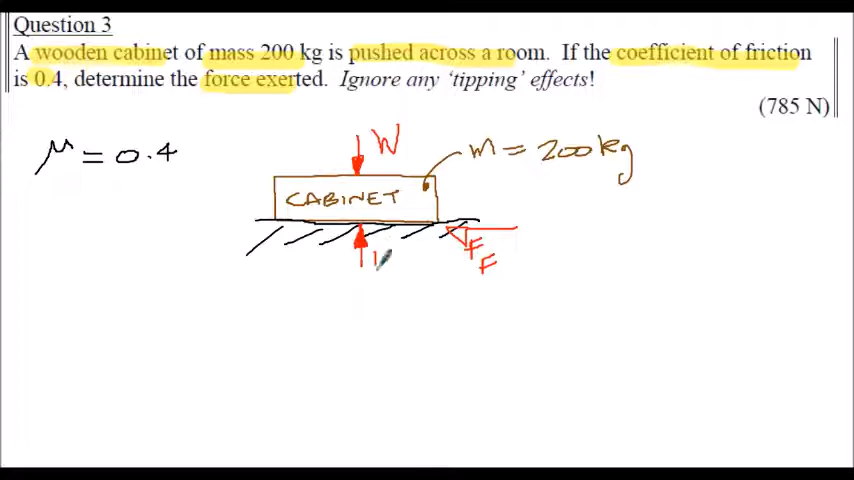 Question 3
A wooden cabinet of mass 200 kg is pushed across a room. If the coefficient of friction
is 0.4, determine the force exerted. Ignore any 'tipping' effects!
(785 N)
μ = 0.4
W
m = 200kg
CABINET
F
F